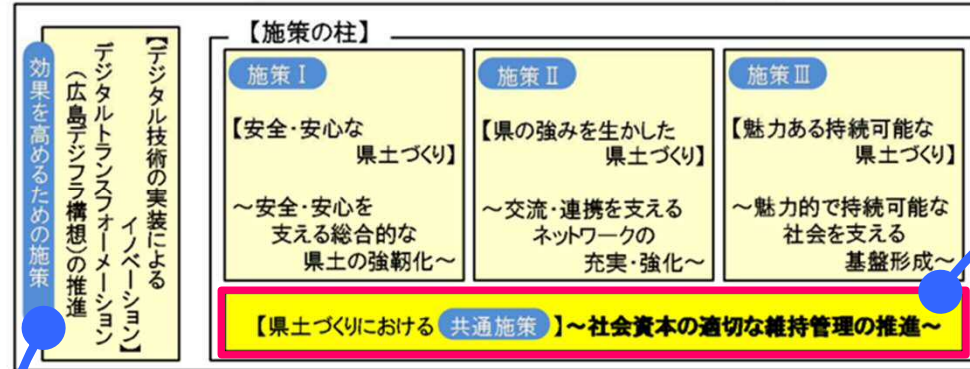 【施策の柱】
効果を高めるための施策
【デジタル技術の実装による
イノベーション】
デジタルトランスフォーメーション
(広島デジフラ構想)の推進
施策Ⅰ
【安全・安心な
県土づくり】
～安全・安心を
支える総合的な
県土の強靭化～
施策Ⅱ
【県の強みを生かした
県土づくり】
～交流・連携を支える
ネットワークの
充実・強化～
施策Ⅲ
【魅力ある持続可能な
県土づくり】
～魅力的で持続可能な
社会を支える
基盤形成～
【県土づくりにおける 共通施策 】～社会資本の適切な維持管理の推進～